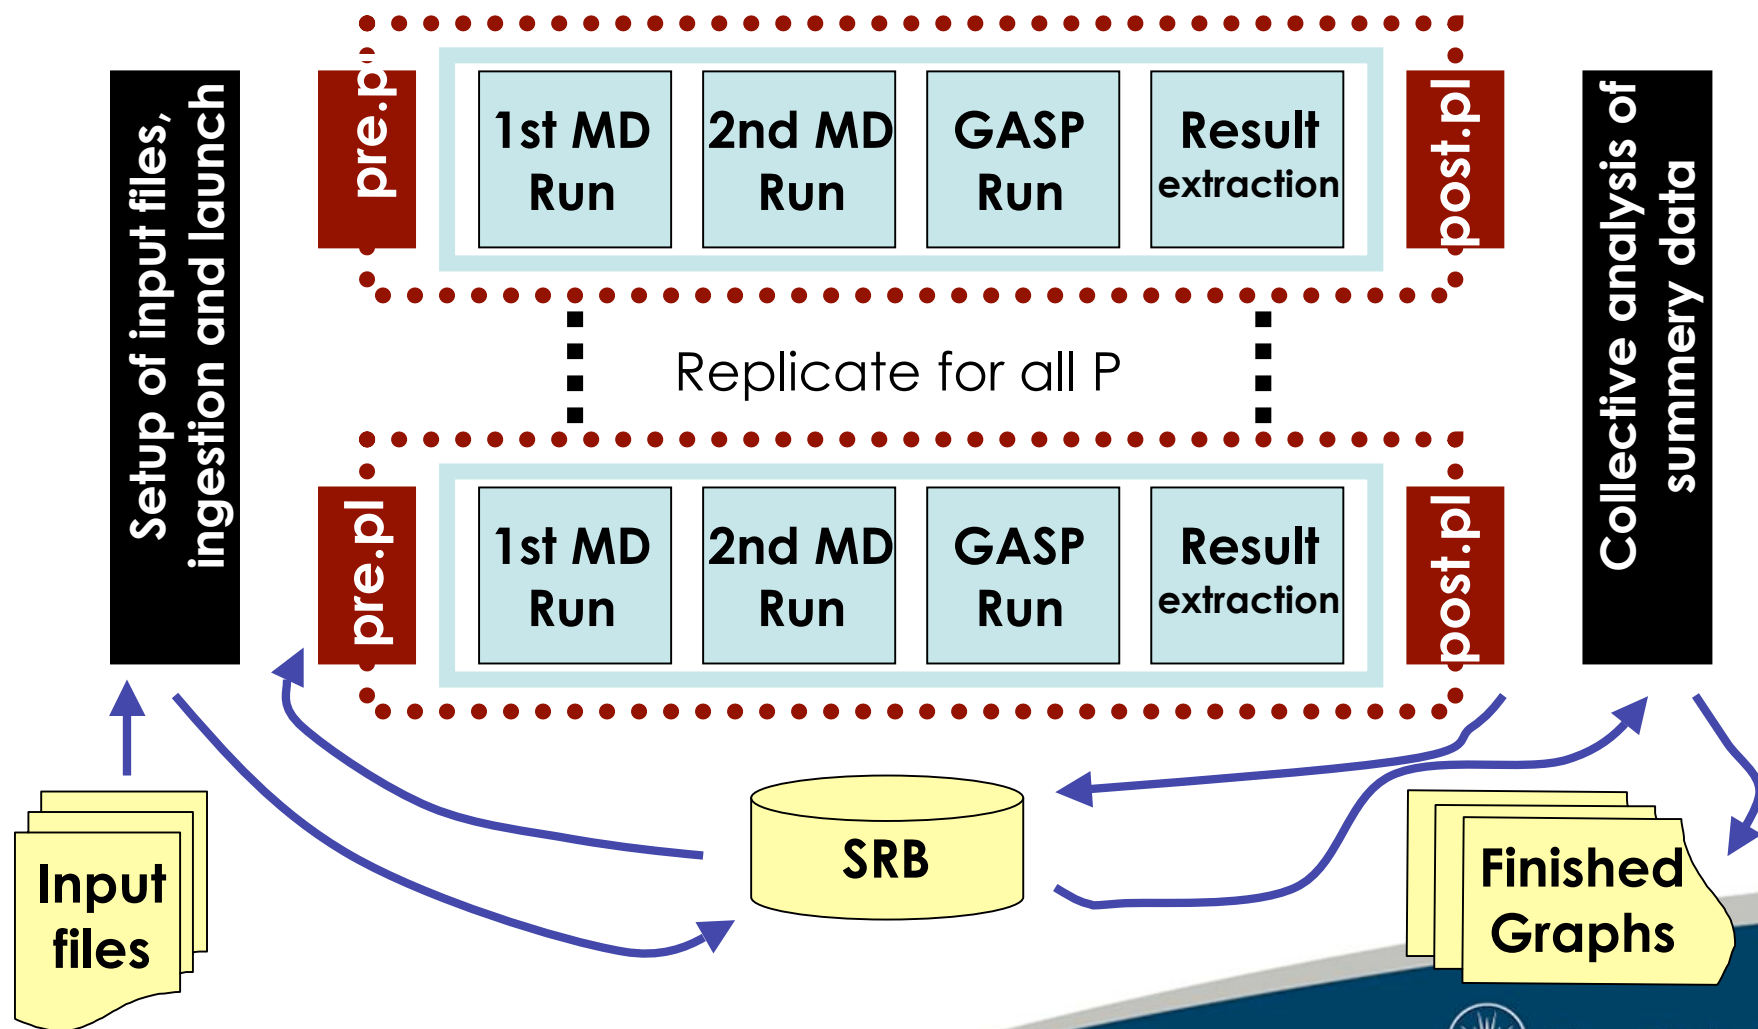 Setup of input files,
ingestion and launch
pre.pl
1st MD
Run
2nd MD
Run
GASP
Run
Result
extraction
post.pl
Collective analysis of
summery data
Replicate for all P
pre.pl
1st MD
Run
2nd MD
Run
GASP
Run
Result
extraction
post.pl
Input
files
SRB
Finished
Graphs